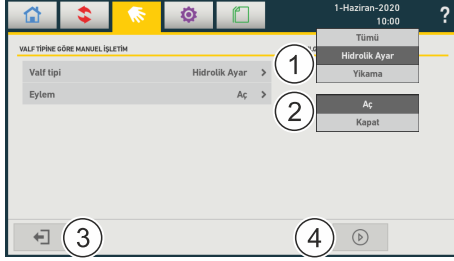 1-Haziran-2020
10:00
?
VALF TİPİNE GÖRE MANUEL İŞLETİM
Tümü
Hidrolik Ayar
Yikama
Valf tipi Hidrolik Ayar >
1
Eylem Aç >
2
Aç
Kapat
3
4